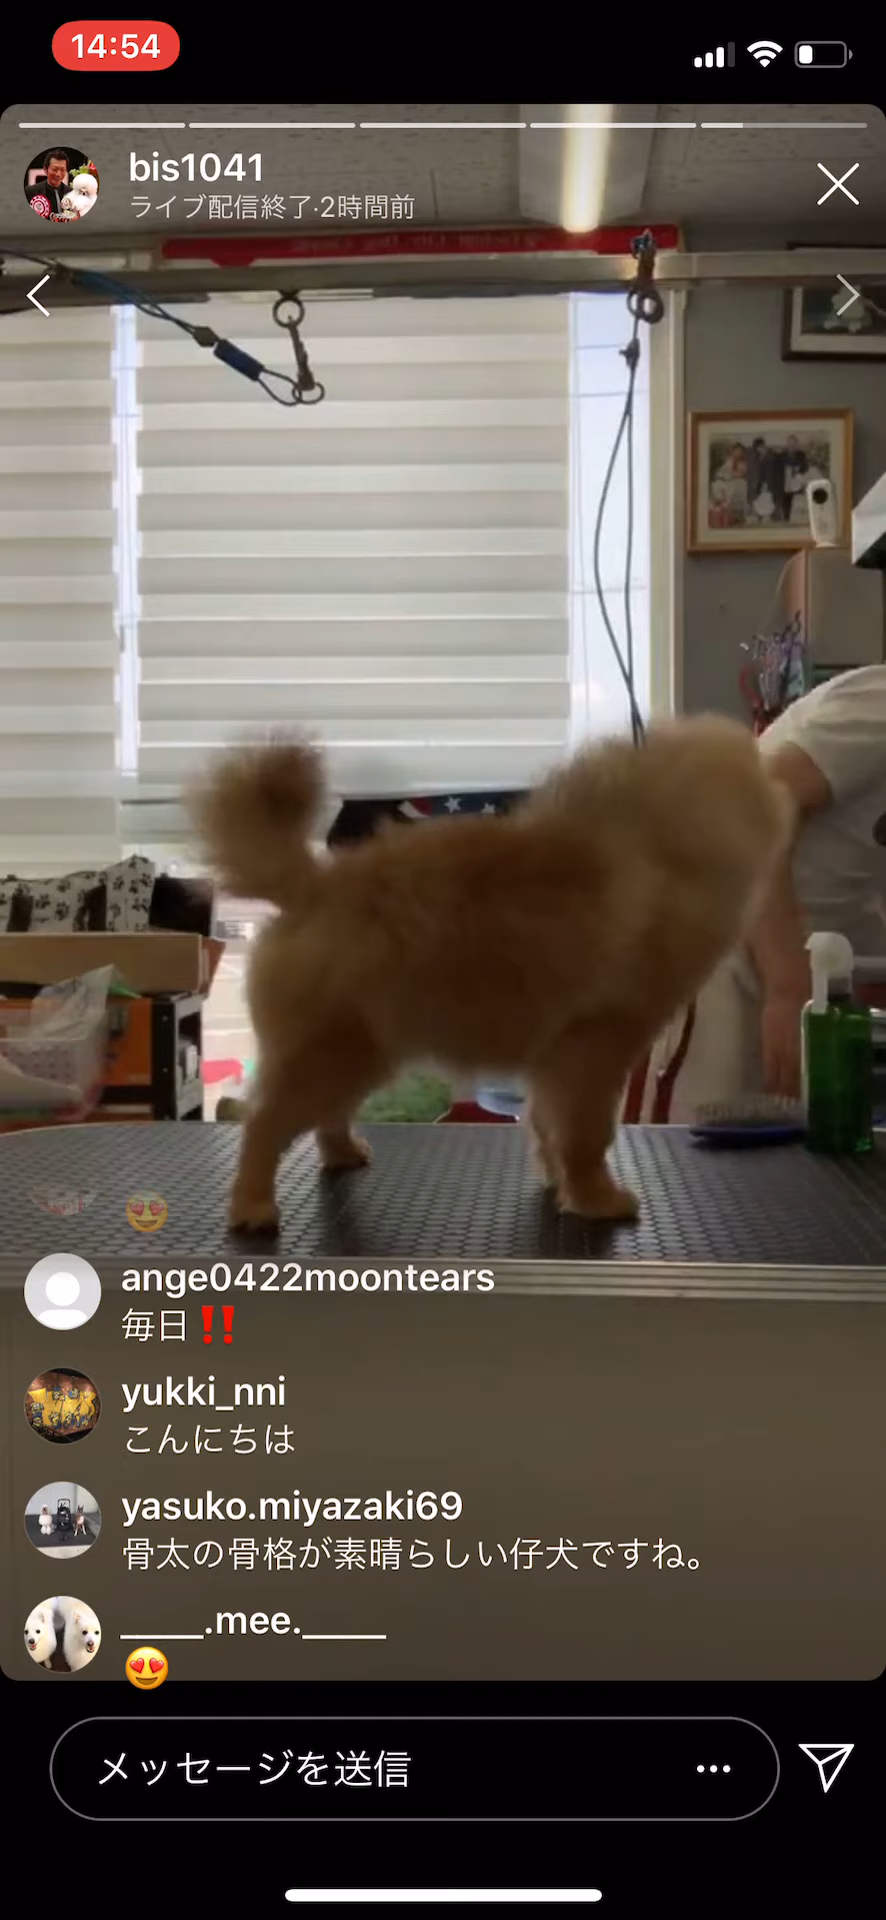 14:54
bis1041
ライブ配信終了·2時間前
😍
ange0422moontears
毎日‼️
yukki_nni
こんにちは
yasuko.miyazaki69
骨太の骨格が素晴らしい仔犬ですね。
_____.mee._____
😍
メッセージを送信